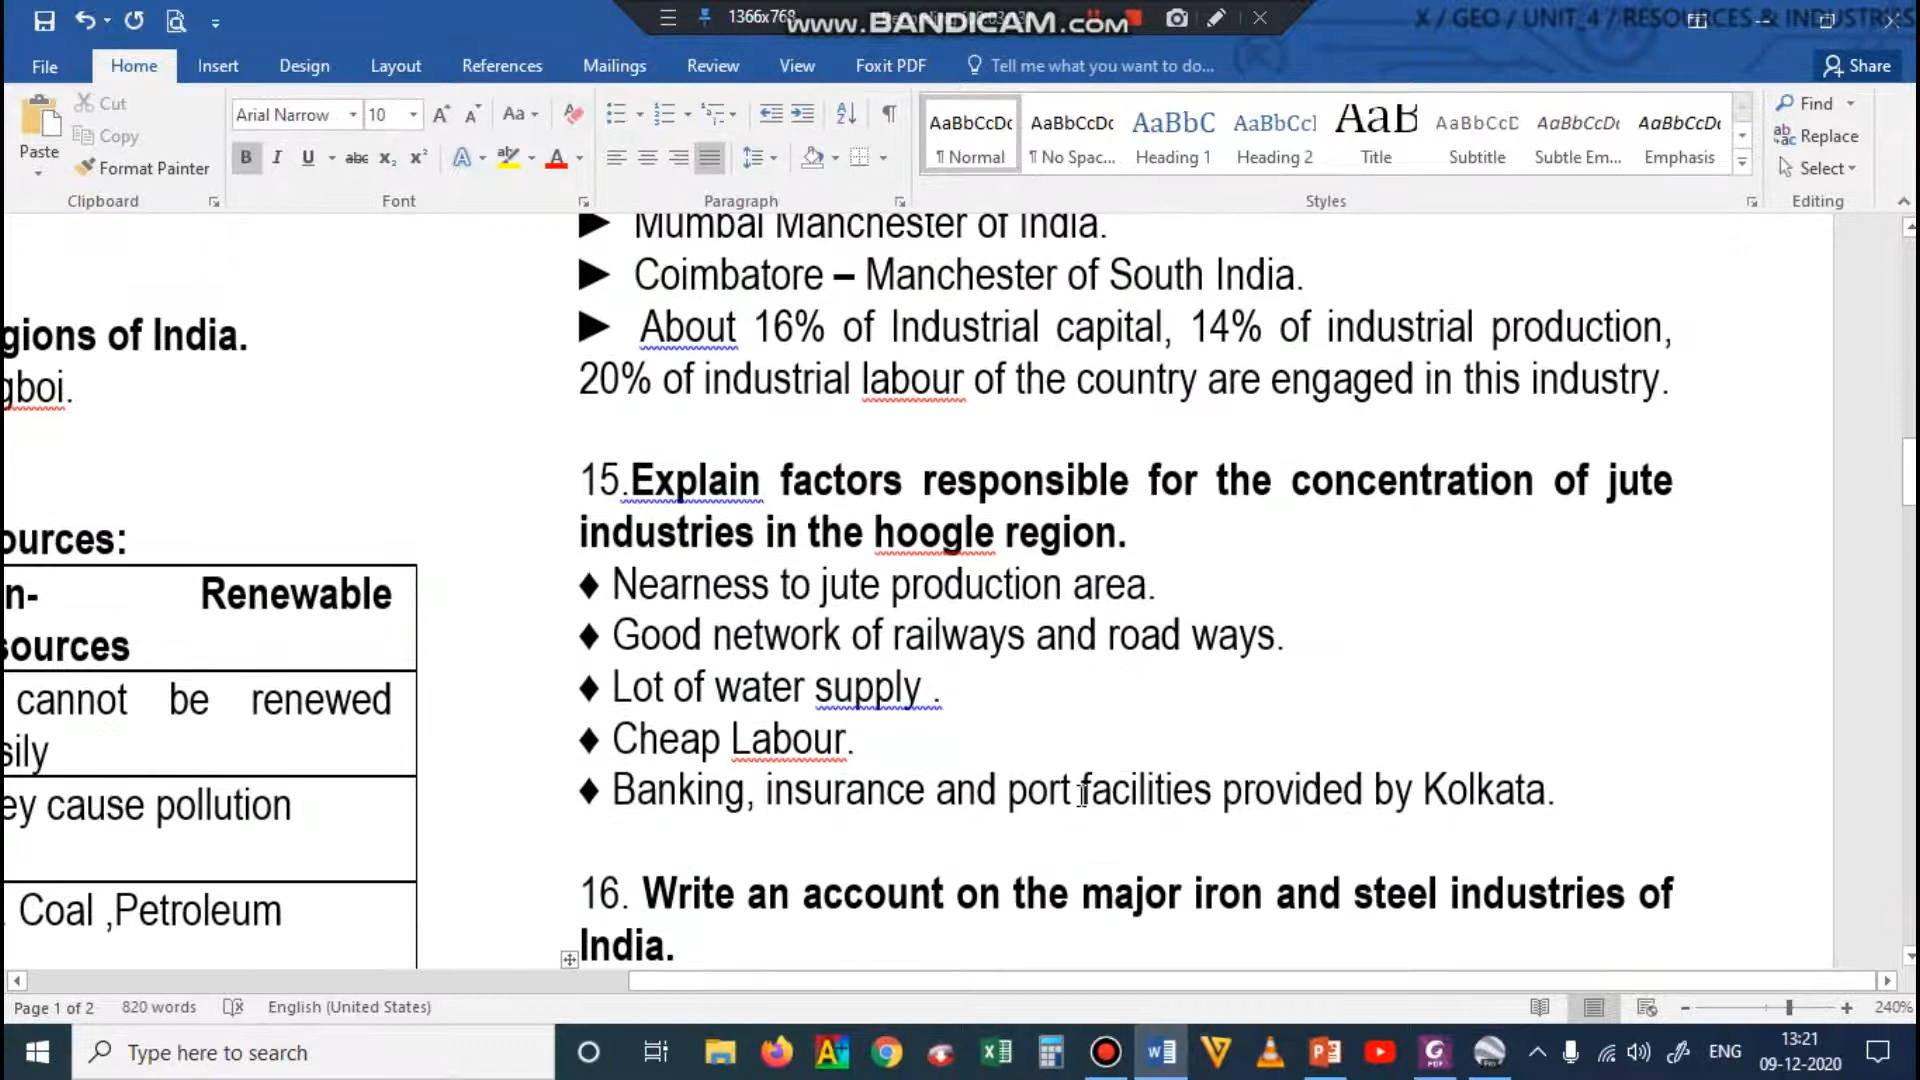 1366x768
www.BANDICAM.com
X / GEO / UNIT_4 / RESOURCES & INDUSTRIES
File Home Insert Design Layout References Mailings Review View Foxit PDF Tell me what you want to do... Share
Paste
Cut
Copy
Format Painter
Clipboard
Arial Narrow 10
Font
Paragraph
AaBbCcDc AaBbCcDc AaBbC AaBbCcl AaB AaBbCcD AaBbCcDc AaBbCcDc
¶ Normal ¶ No Spac... Heading 1 Heading 2 Title Subtitle Subtle Em... Emphasis
Styles
Find
Replace
Select
Editing
gions of India.
gboi.
ources:
n- Renewable
sources
cannot be renewed
sily
ey cause pollution
. Coal ,Petroleum
► Mumbai Manchester of India.
► Coimbatore – Manchester of South India.
► About 16% of Industrial capital, 14% of industrial production,
20% of industrial labour of the country are engaged in this industry.
15.Explain factors responsible for the concentration of jute
industries in the hoogle region.
♦ Nearness to jute production area.
♦ Good network of railways and road ways.
♦ Lot of water supply .
♦ Cheap Labour.
♦ Banking, insurance and port facilities provided by Kolkata.
16. Write an account on the major iron and steel industries of
India.
Page 1 of 2 820 words English (United States) 240%
Type here to search
ENG
13:21
09-12-2020